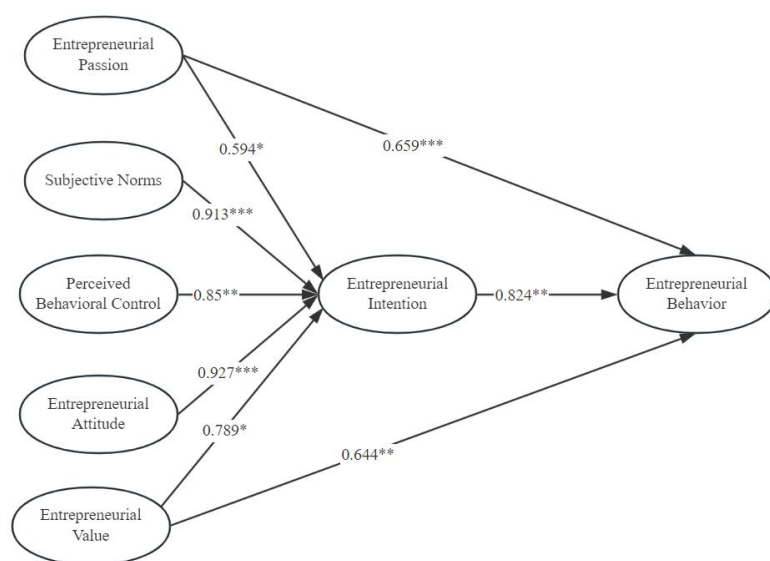 Entrepreneurial
Passion
0.594*
0.659***
Subjective Norms
0.913***
Perceived
Behavioral Control
0.85**
Entrepreneurial
Intention
0.824**
Entrepreneurial
Behavior
0.927***
Entrepreneurial
Attitude
0.789*
0.644**
Entrepreneurial
Value